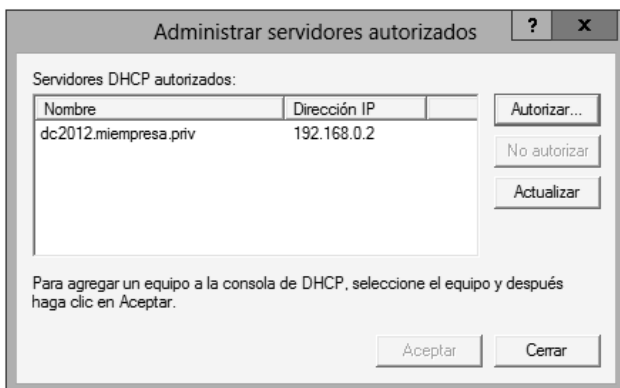 Administrar servidores autorizados ? x
Servidores DHCP autorizados:
Nombre Dirección IP Autorizar...
dc2012.miempresa.priv 192.168.0.2
No autorizar
Actualizar
Para agregar un equipo a la consola de DHCP, seleccione el equipo y después
haga clic en Aceptar.
Aceptar Cerrar